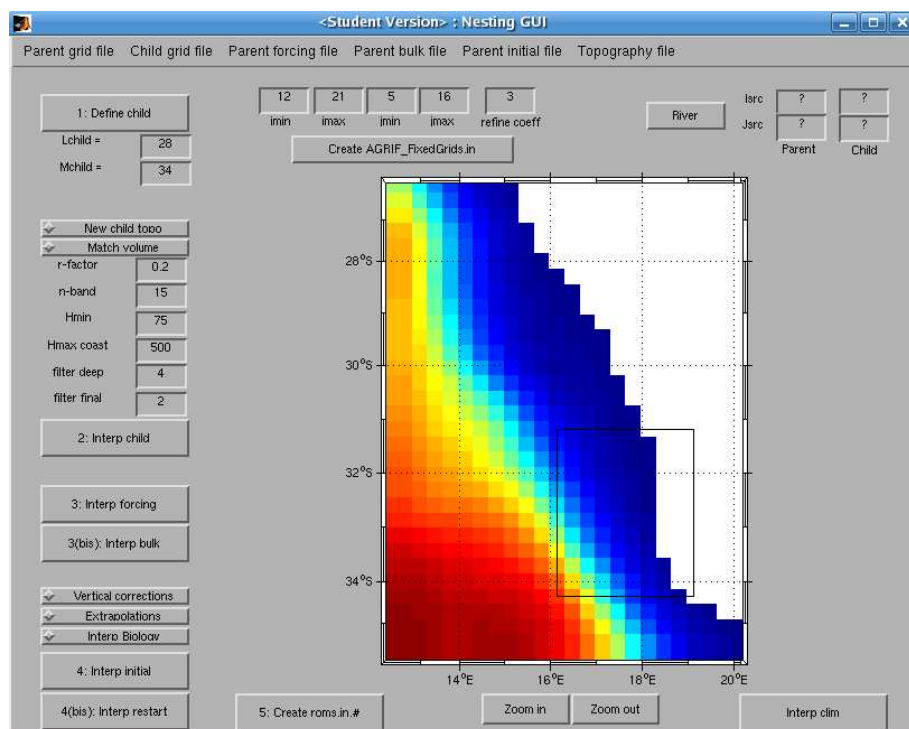 <Student Version> : Nesting GUI
Parent grid file Child grid file Parent forcing file Parent bulk file Parent initial file Topography file
1: Define child
Lchild = 28
Mchild = 34
12 21 5 16 3
imin imax jmin jmax refine coeff
Create AGRIF_FixedGrids.in
River
Isrc ? ?
Jsrc ? ?
Parent Child
New child topo
Match volume
r-factor 0.2
n-band 15
Hmin 75
Hmax coast 500
filter deep 4
filter final 2
2: Interp child
3: Interp forcing
3(bis): Interp bulk
Vertical corrections
Extrapolations
Interp Biology
4: Interp initial
4(bis): Interp restart
28°S
30°S
32°S
34°S
14°E 16°E 18°E 20°E
5: Create roms.in.# Zoom in Zoom out Interp clim